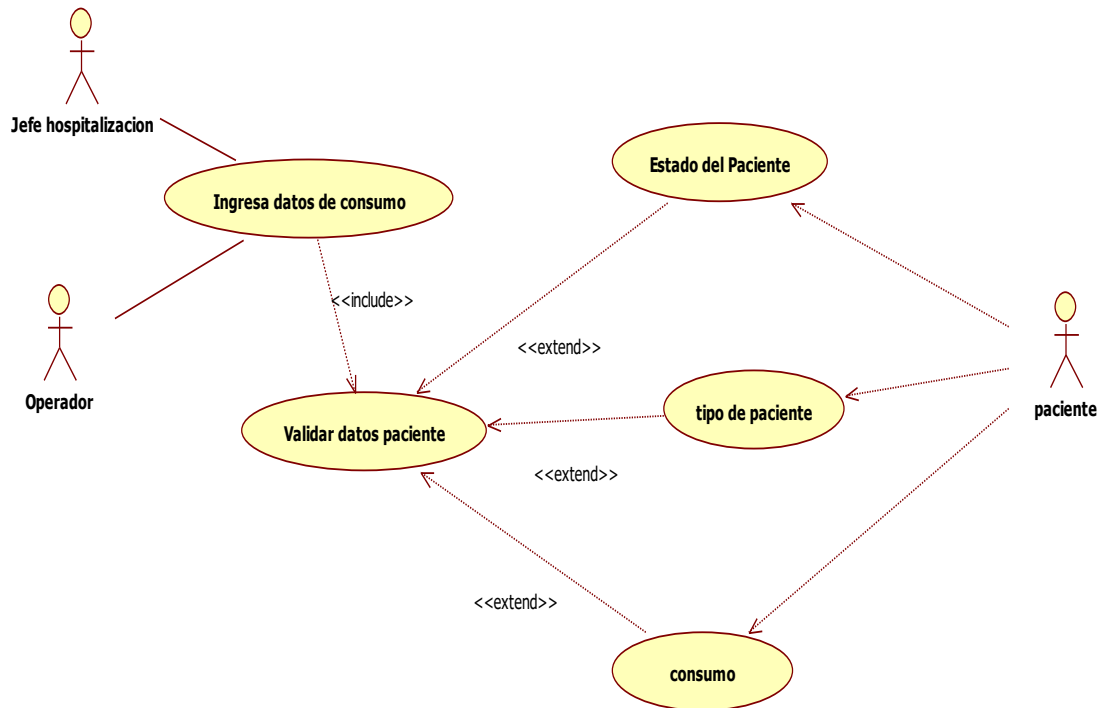 Jefe hospitalizacion
Estado del Paciente
Ingresa datos de consumo
<<include>>
<<extend>>
Operador
tipo de paciente
paciente
Validar datos paciente
<<extend>>
<<extend>>
consumo